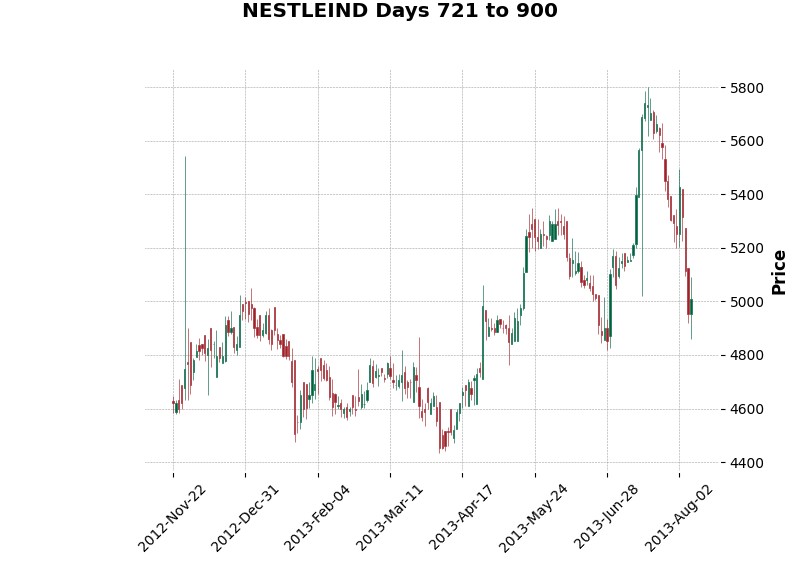 NESTLEIND Days 721 to 900
5800
5600
5400
5200
5000
4800
4600
4400
Price
2012-Nov-22
2012-Dec-31
2013-Feb-04
2013-Mar-11
2013-Apr-17
2013-May-24
2013-Jun-28
2013-Aug-02